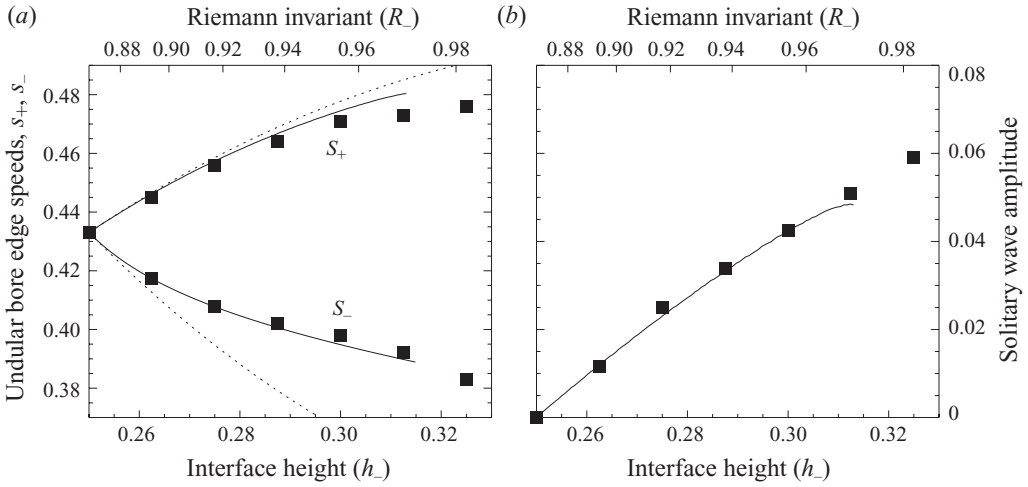 (a)
Riemann invariant (R_)
0.88 0.90 0.92 0.94 0.96 0.98
Undular bore edge speeds, s+, s_
0.48
0.46
0.44
0.42
0.40
0.38
S+
S_
0.26 0.28 0.30 0.32
Interface height (h_)
(b)
Riemann invariant (R_)
0.88 0.90 0.92 0.94 0.96 0.98
0.08
0.06
0.04
0.02
0
Solitary wave amplitude
0.26 0.28 0.30 0.32
Interface height (h_)